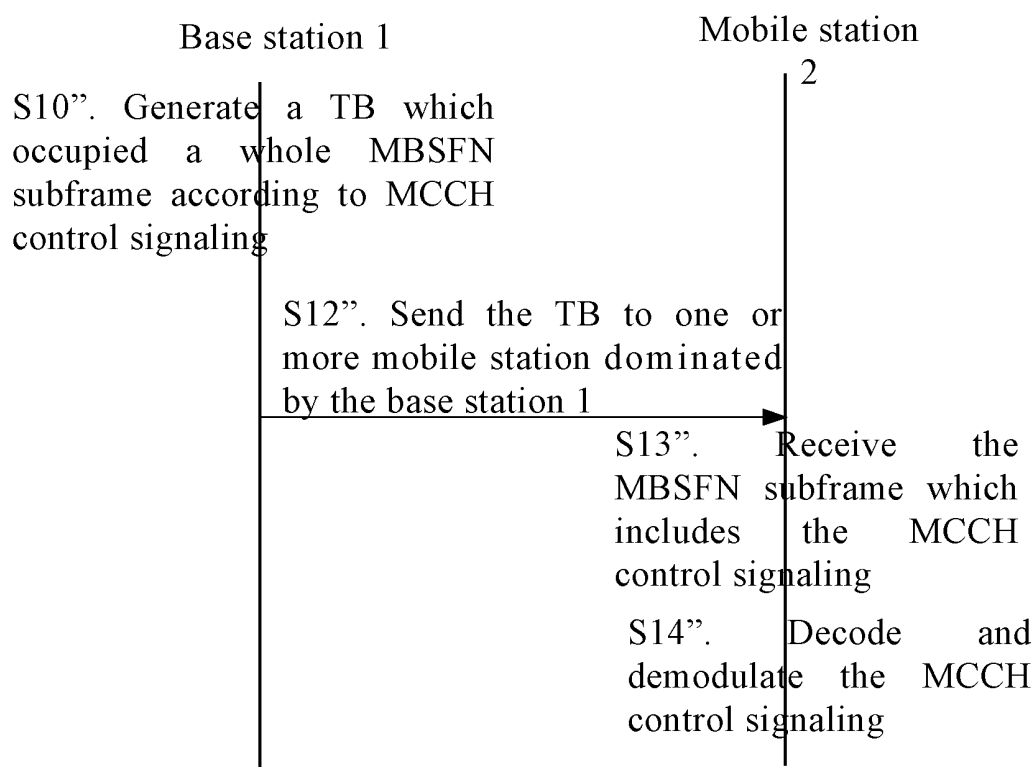 Base station 1
Mobile station
2
S10”. Generate a TB which
occupied a whole MBSFN
subframe according to MCCH
control signaling
S12”. Send the TB to one or
more mobile station dominated
by the base station 1
S13”. Receive the
MBSFN subframe which
includes the MCCH
control signaling
S14”. Decode and
demodulate the MCCH
control signaling